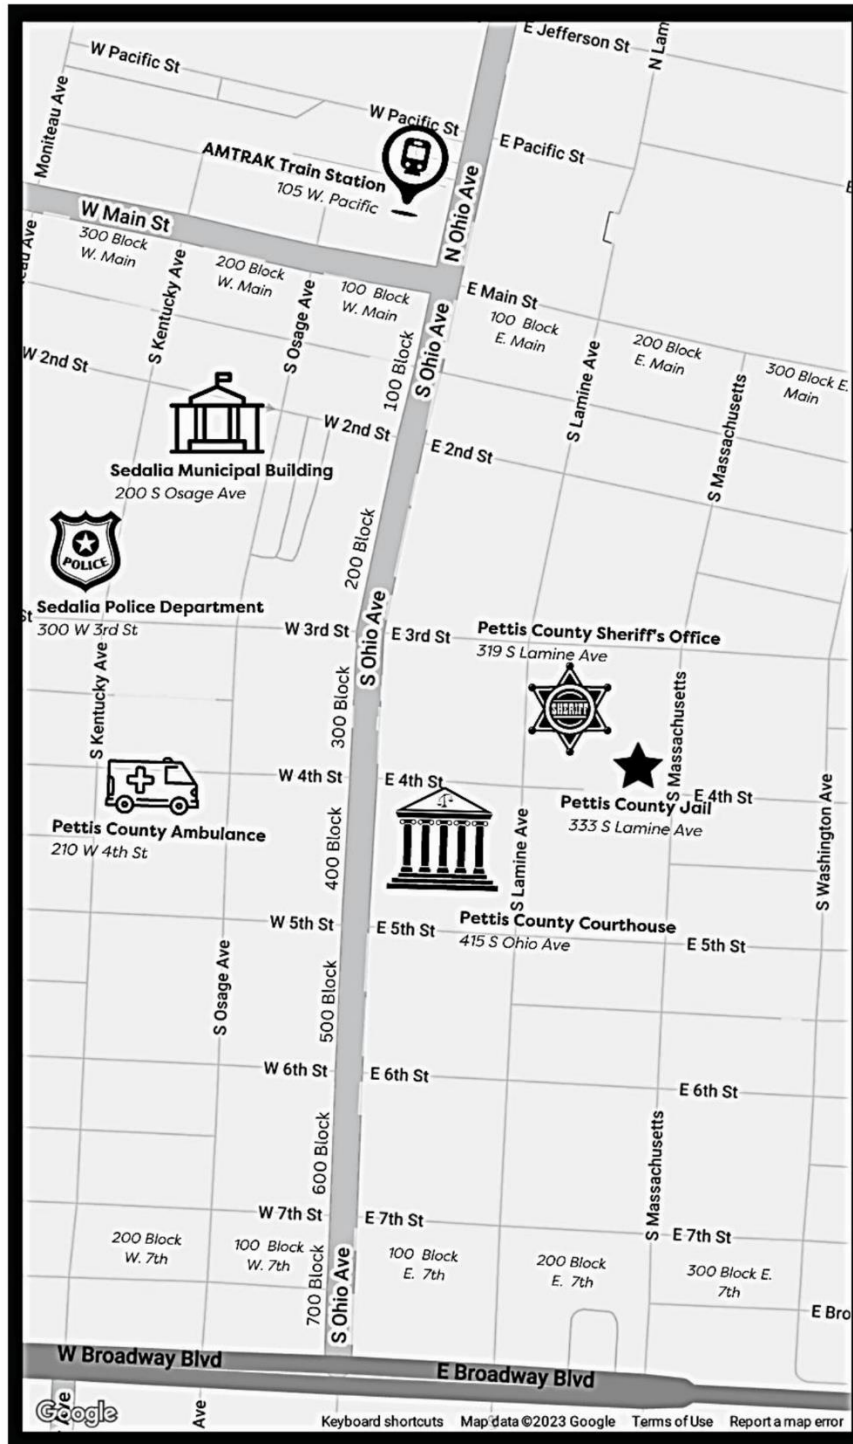 E Jefferson St
N Lam
W Pacific St
Moniteau Ave
W Pacific St
E Pacific St
AMTRAK Train Station
105 W. Pacific
N Ohio Ave
W Main St
300 Block
W. Main
200 Block
W. Main
100 Block
W. Main
E Main St
100 Block
E. Main
200 Block
E. Main
300 Block E.
Main
S Kentucky Ave
S Osage Ave
100 Block
S Ohio Ave
S Lamine Ave
S Massachusetts
W 2nd St
W 2nd St
E 2nd St
Sedalia Municipal Building
200 S Osage Ave
200 Block
POLICE
Sedalia Police Department
300 W 3rd St
St
W 3rd St
S Ohio Ave
E 3rd St
Pettis County Sheriff's Office
319 S Lamine Ave
SHERIFF
S Kentucky Ave
300 Block
S Massachusetts
W 4th St
E 4th St
E 4th St
Pettis County Jail
333 S Lamine Ave
Pettis County Ambulance
210 W 4th St
400 Block
S Lamine Ave
S Washington Ave
W 5th St
E 5th St
Pettis County Courthouse
415 S Ohio Ave
E 5th St
S Osage Ave
500 Block
W 6th St
E 6th St
E 6th St
600 Block
S Massachusetts
W 7th St
E 7th St
E 7th St
200 Block
W. 7th
100 Block
W. 7th
700 Block
S Ohio Ave
100 Block
E. 7th
200 Block
E. 7th
300 Block E.
7th
E Bro
W Broadway Blvd
E Broadway Blvd
Ave
Ave
Google
Keyboard shortcuts
Map data ©2023 Google
Terms of Use
Report a map error